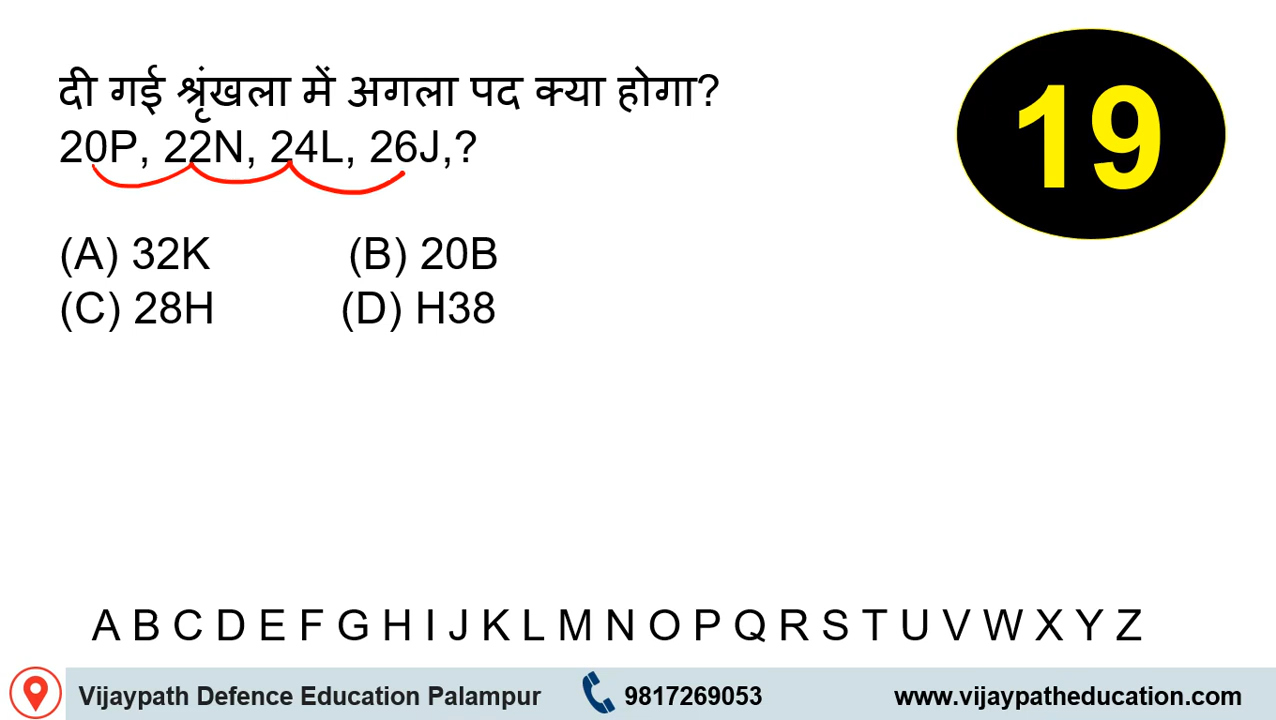 दी गई श्रृंखला में अगला पद क्या होगा?
20P, 22N, 24L, 26J,?
(A) 32K (B) 20B
(C) 28H (D) H38
19
A B C D E F G H I J K L M N O P Q R S T U V W X Y Z
Vijaypath Defence Education Palampur 9817269053 www.vijaypatheducation.com